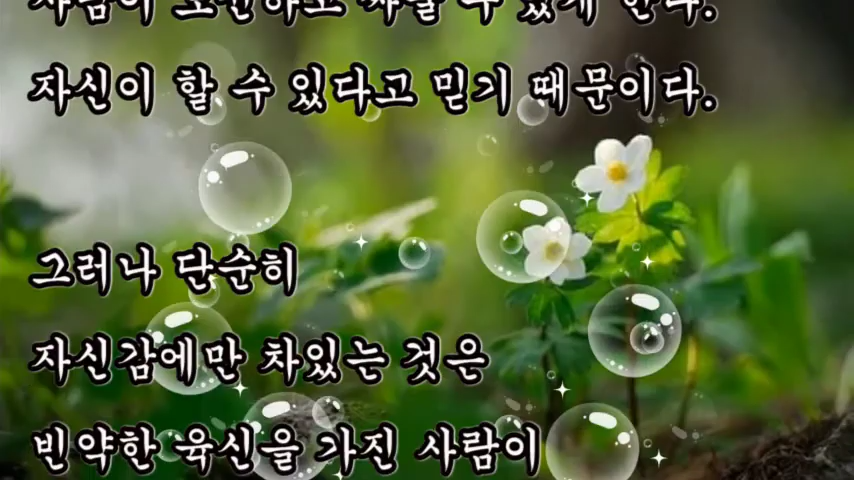 자신이 할 수 있다고 믿기 때문이다.
그러나 단순히
자신감에만 차있는 것은
빈약한 육신을 가진 사람이